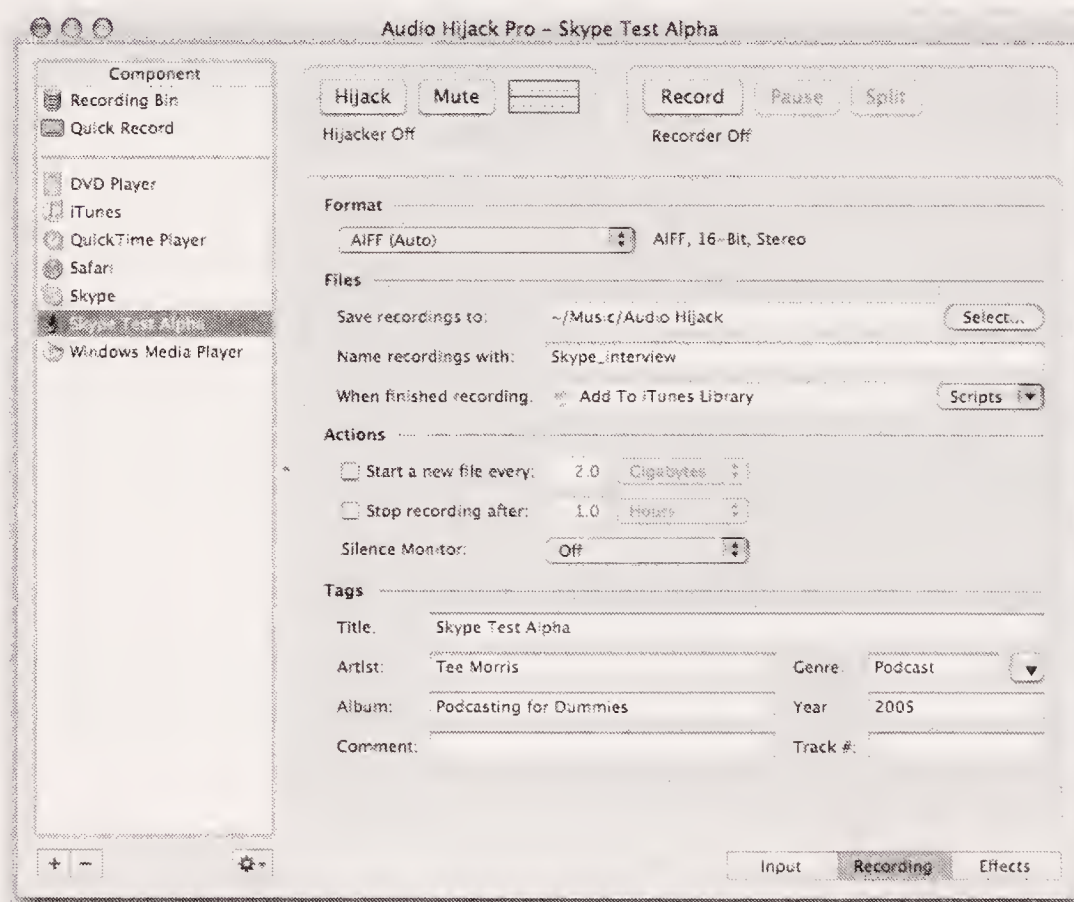 Audio Hijack Pro – Skype Test Alpha
Component
Recording Bin
Quick Record
DVD Player
iTunes
QuickTime Player
Safari
Skype
Skype Test Alpha
Windows Media Player
+ −
Hijack Mute
Hijacker Off
Record Pause Split
Recorder Off
Format
AIFF (Auto) AIFF, 16-Bit, Stereo
Files
Save recordings to: ~/Music/Audio Hijack Select...
Name recordings with: Skype_interview
When finished recording. Add To iTunes Library Scripts
Actions
Start a new file every: 2.0 Gigabytes
Stop recording after: 1.0 Hours
Silence Monitor: Off
Tags
Title. Skype Test Alpha
Artist: Tee Morris Genre. Podcast
Album: Podcasting for Dummies Year 2005
Comment: Track #:
Input Recording Effects